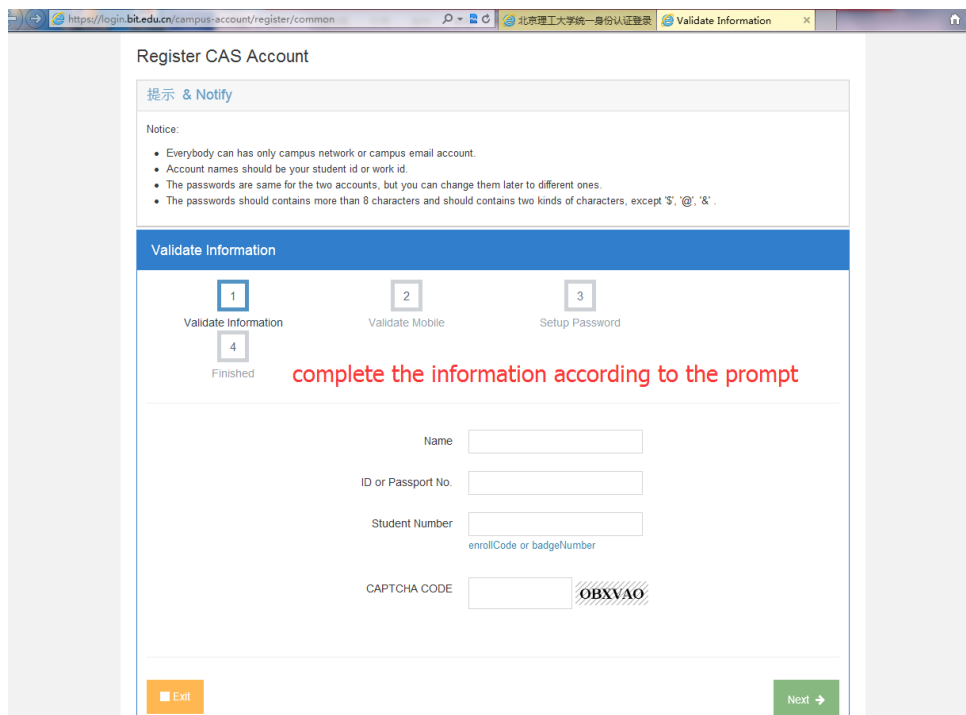 https://login.bit.edu.cn/campus-account/register/common
北京理工大学统一身份认证登录
Validate Information
Register CAS Account
提示 & Notify
Notice:
Everybody can has only campus network or campus email account.
Account names should be your student id or work id.
The passwords are same for the two accounts, but you can change them later to different ones.
The passwords should contains more than 8 characters and should contains two kinds of characters, except '$', '@', '&' .
Validate Information
1 2 3
Validate Information Validate Mobile Setup Password
4
Finished
complete the information according to the prompt
Name
ID or Passport No.
Student Number
enrollCode or badgeNumber
CAPTCHA CODE OBXVAO
Exit Next